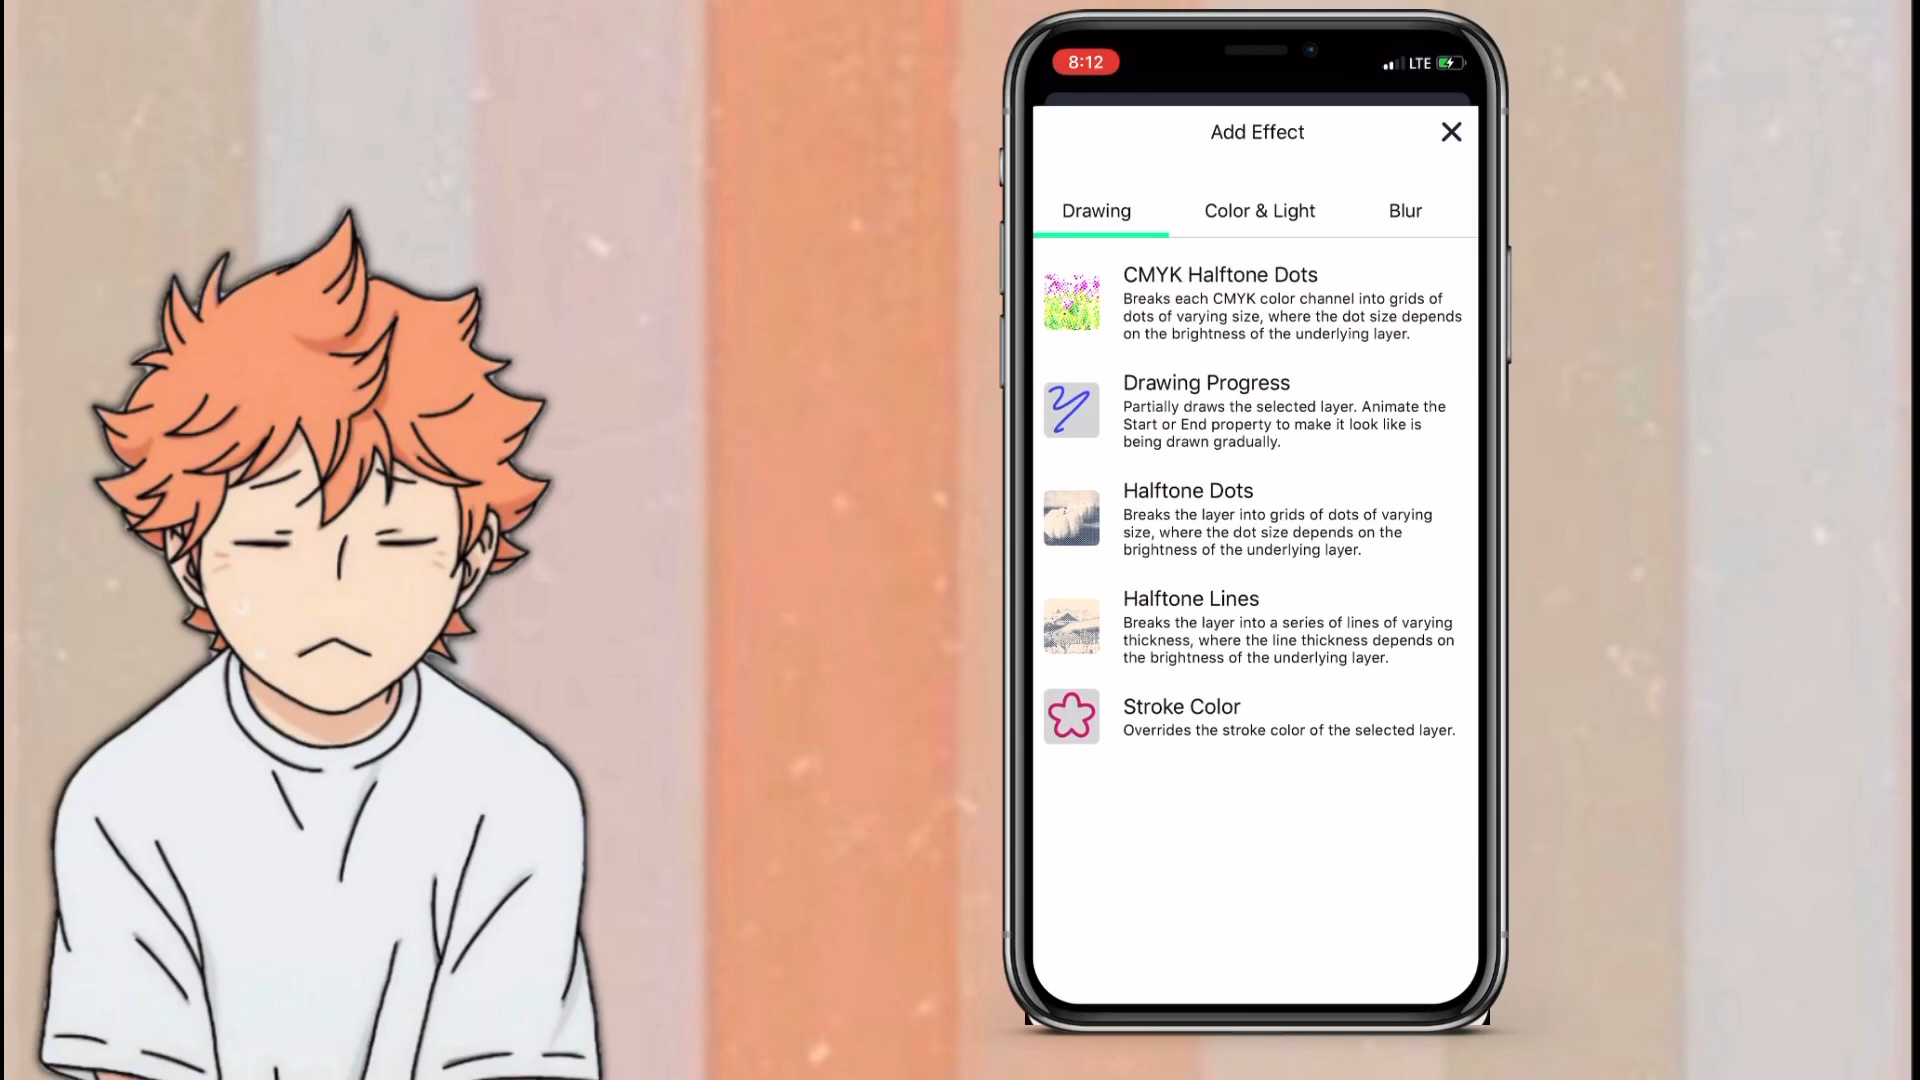 8:12
LTE
Add Effect
Drawing
Color & Light
Blur
CMYK Halftone Dots
Breaks each CMYK color channel into grids of
dots of varying size, where the dot size depends
on the brightness of the underlying layer.
Drawing Progress
Partially draws the selected layer. Animate the
Start or End property to make it look like is
being drawn gradually.
Halftone Dots
Breaks the layer into grids of dots of varying
size, where the dot size depends on the
brightness of the underlying layer.
Halftone Lines
Breaks the layer into a series of lines of varying
thickness, where the line thickness depends on
the brightness of the underlying layer.
Stroke Color
Overrides the stroke color of the selected layer.